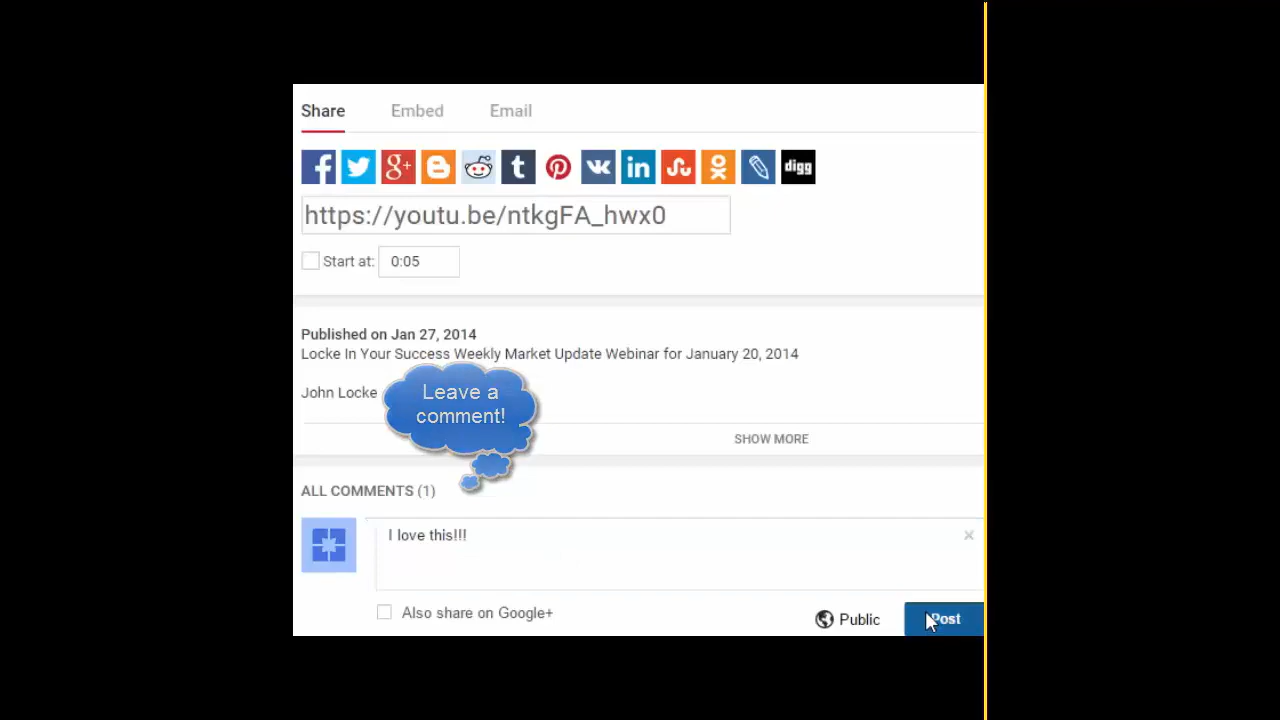 Share Embed Email
digg
https://youtu.be/ntkgFA_hwx0
Start at: 0:05
Published on Jan 27, 2014
Locke In Your Success Weekly Market Update Webinar for January 20, 2014
John Locke
Leave a
comment!
SHOW MORE
ALL COMMENTS (1)
I love this!!!
Also share on Google+
Public
Post